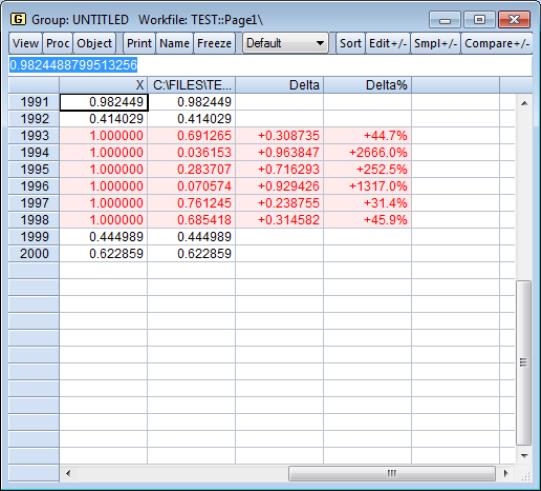 G Group: UNTITLED Workfile: TEST::Page1\
View Proc Object Print Name Freeze Default Sort Edit+/- Smpl+/- Compare+/-
0.9824488799513256
X C:\FILES\TE... Delta Delta%
1991 0.982449 0.982449
1992 0.414029 0.414029
1993 1.000000 0.691265 +0.308735 +44.7%
1994 1.000000 0.036153 +0.963847 +2666.0%
1995 1.000000 0.283707 +0.716293 +252.5%
1996 1.000000 0.070574 +0.929426 +1317.0%
1997 1.000000 0.761245 +0.238755 +31.4%
1998 1.000000 0.685418 +0.314582 +45.9%
1999 0.444989 0.444989
2000 0.622859 0.622859